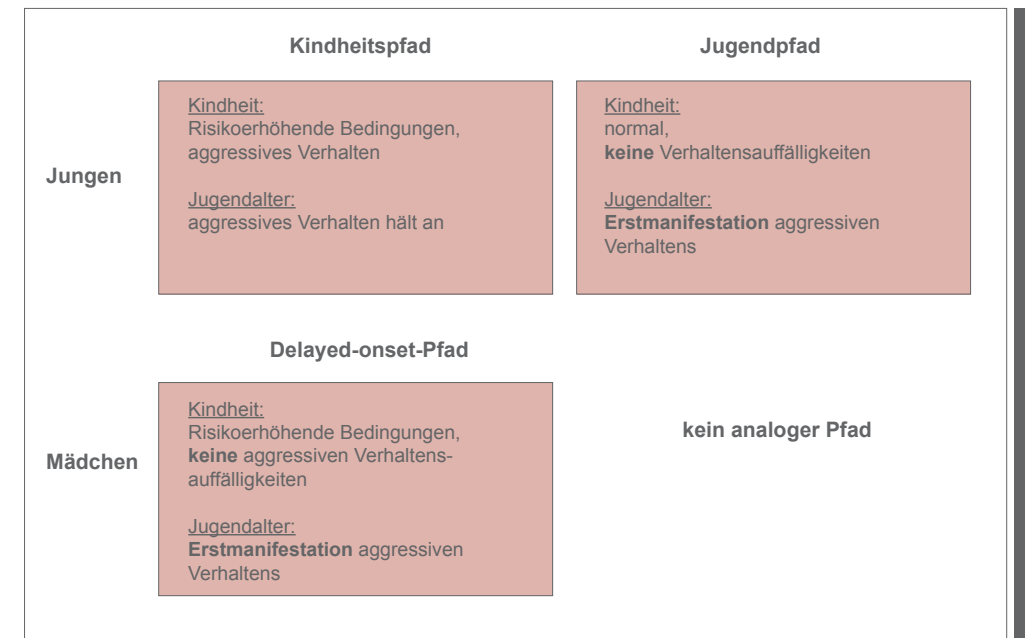 Kindheitspfad
Jugendpfad
Jungen
Kindheit:
Risikoerhöhende Bedingungen,
aggressives Verhalten
Jugendalter:
aggressives Verhalten hält an
Kindheit:
normal,
keine Verhaltensauffälligkeiten
Jugendalter:
Erstmanifestation aggressiven
Verhaltens
Delayed-onset-Pfad
Mädchen
Kindheit:
Risikoerhöhende Bedingungen,
keine aggressiven Verhaltens-
auffälligkeiten
Jugendalter:
Erstmanifestation aggressiven
Verhaltens
kein analoger Pfad